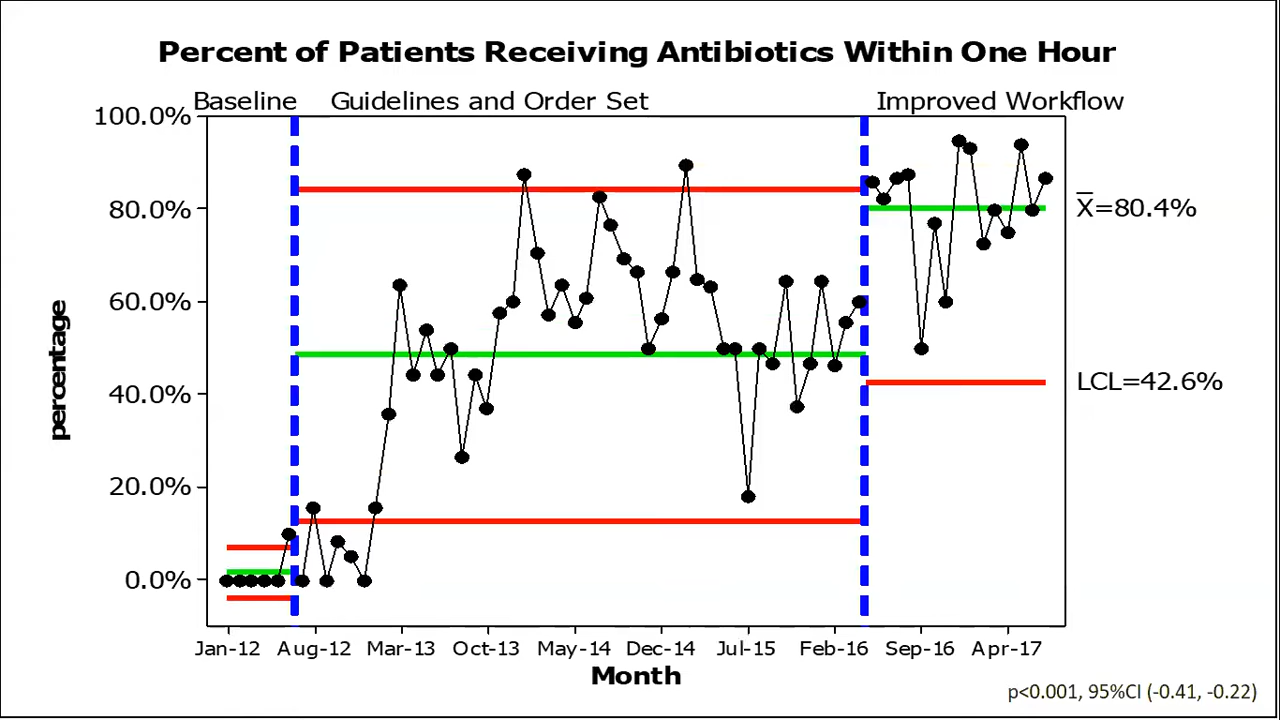 Percent of Patients Receiving Antibiotics Within One Hour
Baseline Guidelines and Order Set Improved Workflow
100.0%
80.0%
60.0%
40.0%
20.0%
0.0%
percentage
X̄=80.4%
LCL=42.6%
Jan-12 Aug-12 Mar-13 Oct-13 May-14 Dec-14 Jul-15 Feb-16 Sep-16 Apr-17
Month
p<0.001, 95%CI (-0.41, -0.22)